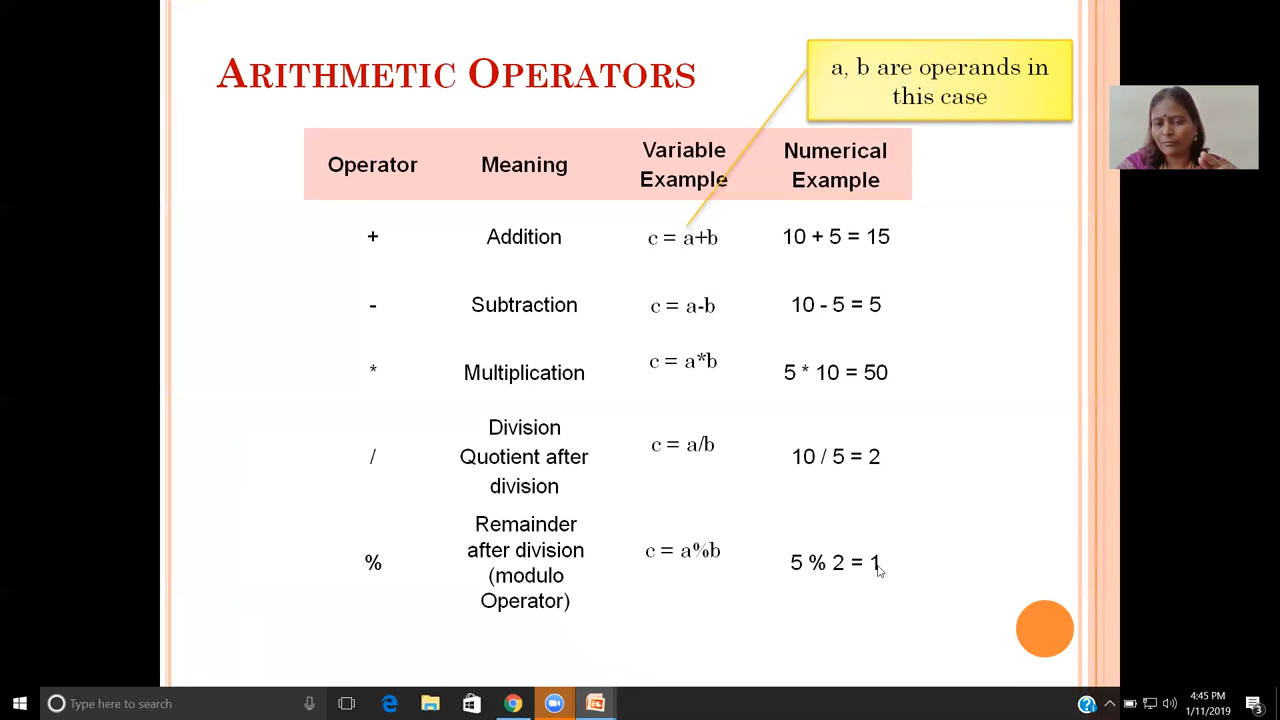 ARITHMETIC OPERATORS
a, b are operands in
this case
Operator
Meaning
Variable
Example
Numerical
Example
+
Addition
c = a+b
10 + 5 = 15
-
Subtraction
c = a-b
10 - 5 = 5
*
Multiplication
c = a*b
5 * 10 = 50
/
Division
Quotient after
division
c = a/b
10 / 5 = 2
%
Remainder
after division
(modulo
Operator)
c = a%b
5 % 2 = 1
Type here to search
4:45 PM
1/11/2019
3